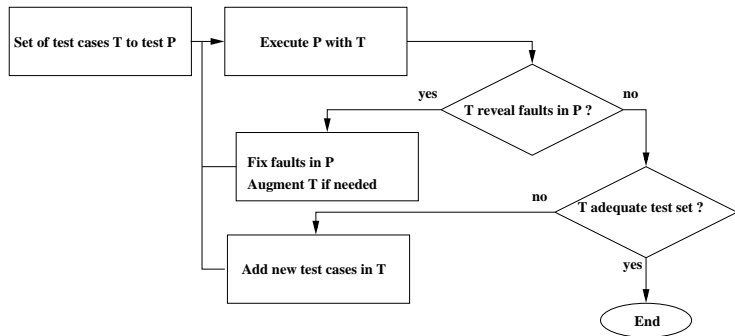 Set of test cases T to test P
Execute P with T
yes
T reveal faults in P ?
no
Fix faults in P
Augment T if needed
no
T adequate test set ?
Add new test cases in T
yes
End